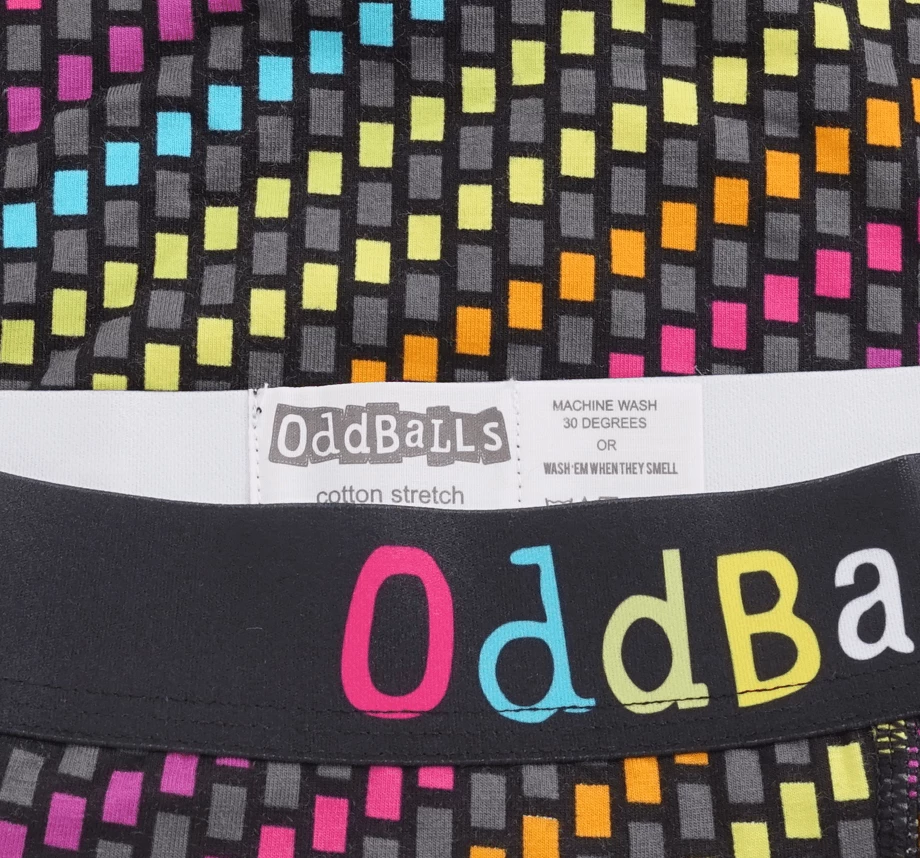 OddBaLLs
cotton stretch
MACHINE WASH
30 DEGREES
OR
WASH 'EM WHEN THEY SMELL
OddBa